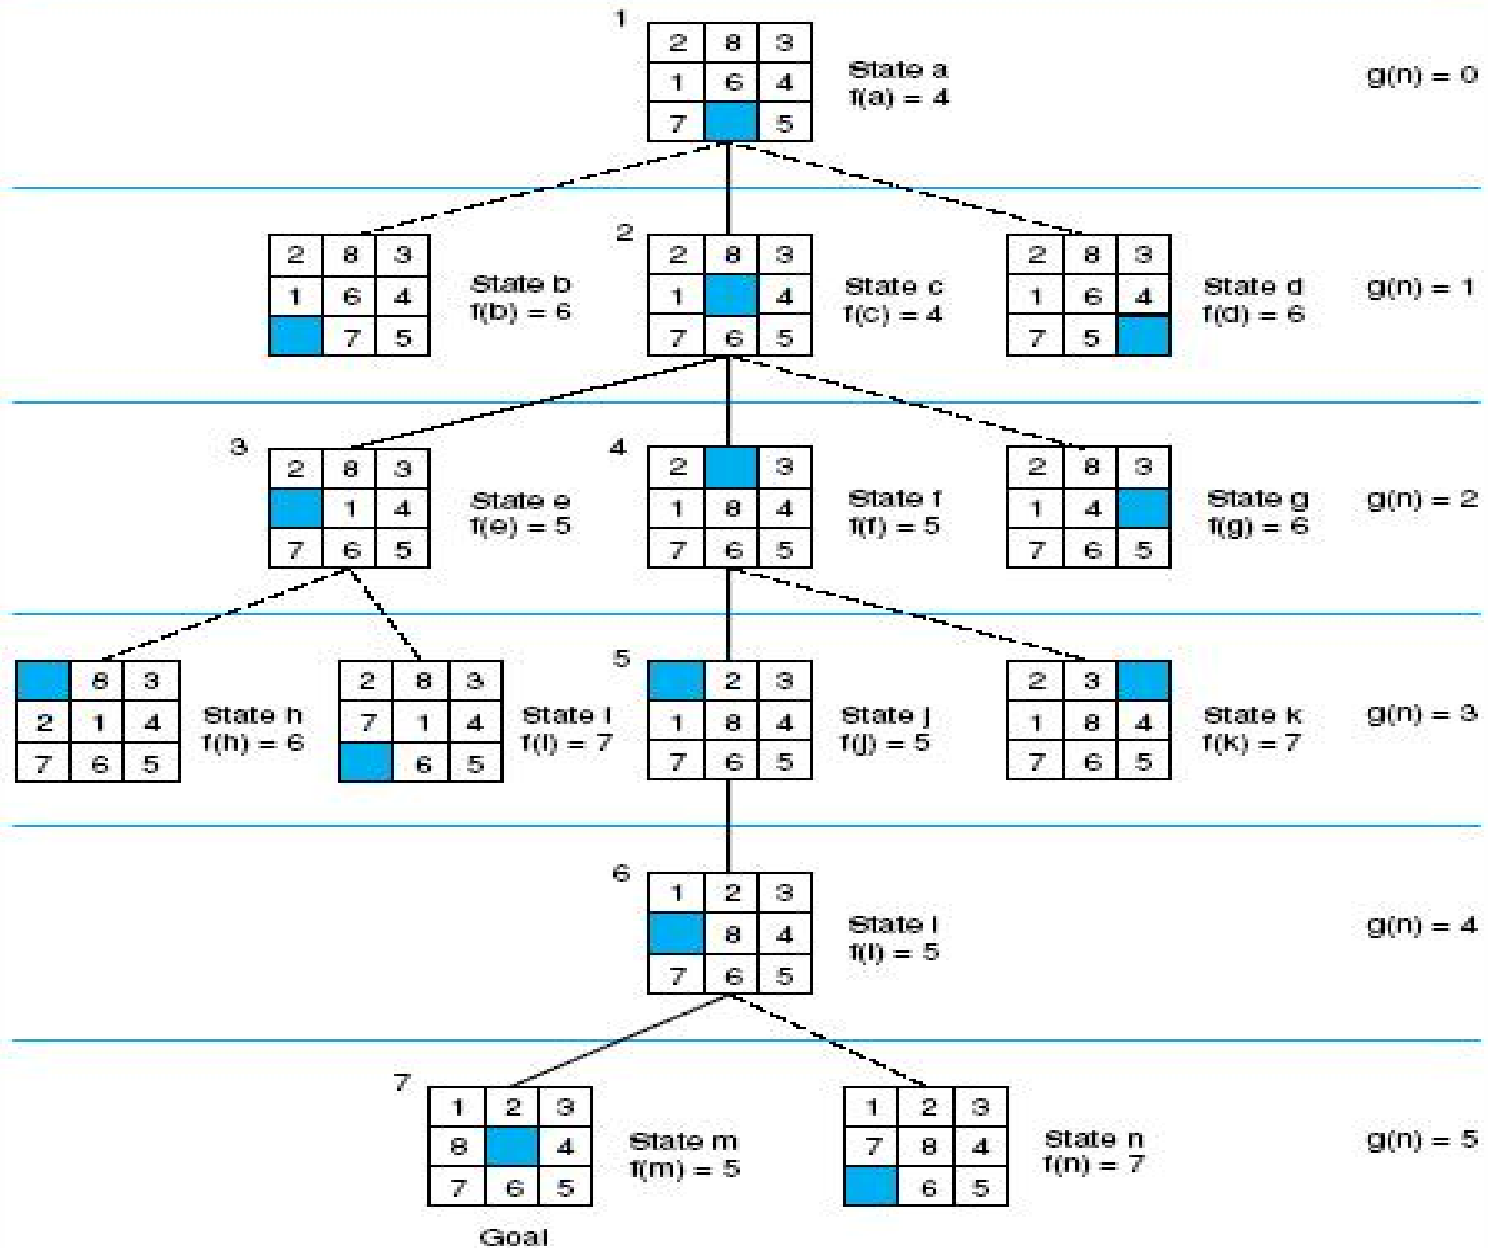 1
2 8 3
1 6 4
7 5
State a
f(a) = 4
g(n) = 0
2 8 3
1 6 4
7 5
State b
f(b) = 6
2
2 8 3
1 4
7 6 5
State c
f(c) = 4
2 8 3
1 6 4
7 5
State d
f(d) = 6
g(n) = 1
3
2 8 3
1 4
7 6 5
State e
f(e) = 5
4
2 3
1 8 4
7 6 5
State f
f(f) = 5
2 8 3
1 4
7 6 5
State g
f(g) = 6
g(n) = 2
8 3
2 1 4
7 6 5
State h
f(h) = 6
2 8 3
7 1 4
6 5
State i
f(i) = 7
5
2 3
1 8 4
7 6 5
State j
f(j) = 5
2 3
1 8 4
7 6 5
State k
f(k) = 7
g(n) = 3
6
1 2 3
8 4
7 6 5
State l
f(l) = 5
g(n) = 4
7
1 2 3
8 4
7 6 5
State m
f(m) = 5
Goal
1 2 3
7 8 4
6 5
State n
f(n) = 7
g(n) = 5